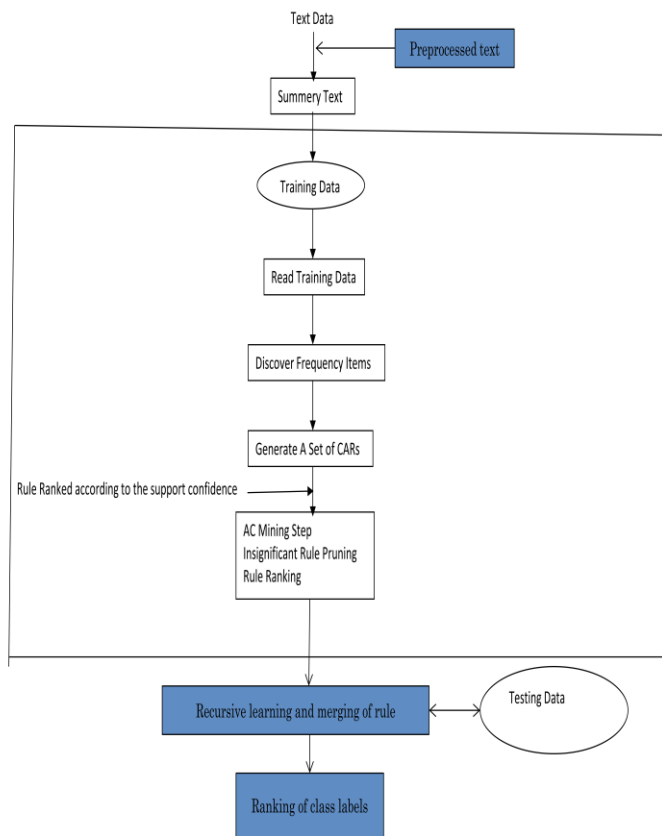 Text Data
Preprocessed text
Summery Text
Training Data
Read Training Data
Discover Frequency Items
Generate A Set of CARs
Rule Ranked according to the support confidence
AC Mining Step
Insignificant Rule Pruning
Rule Ranking
Recursive learning and merging of rule
Testing Data
Ranking of class labels